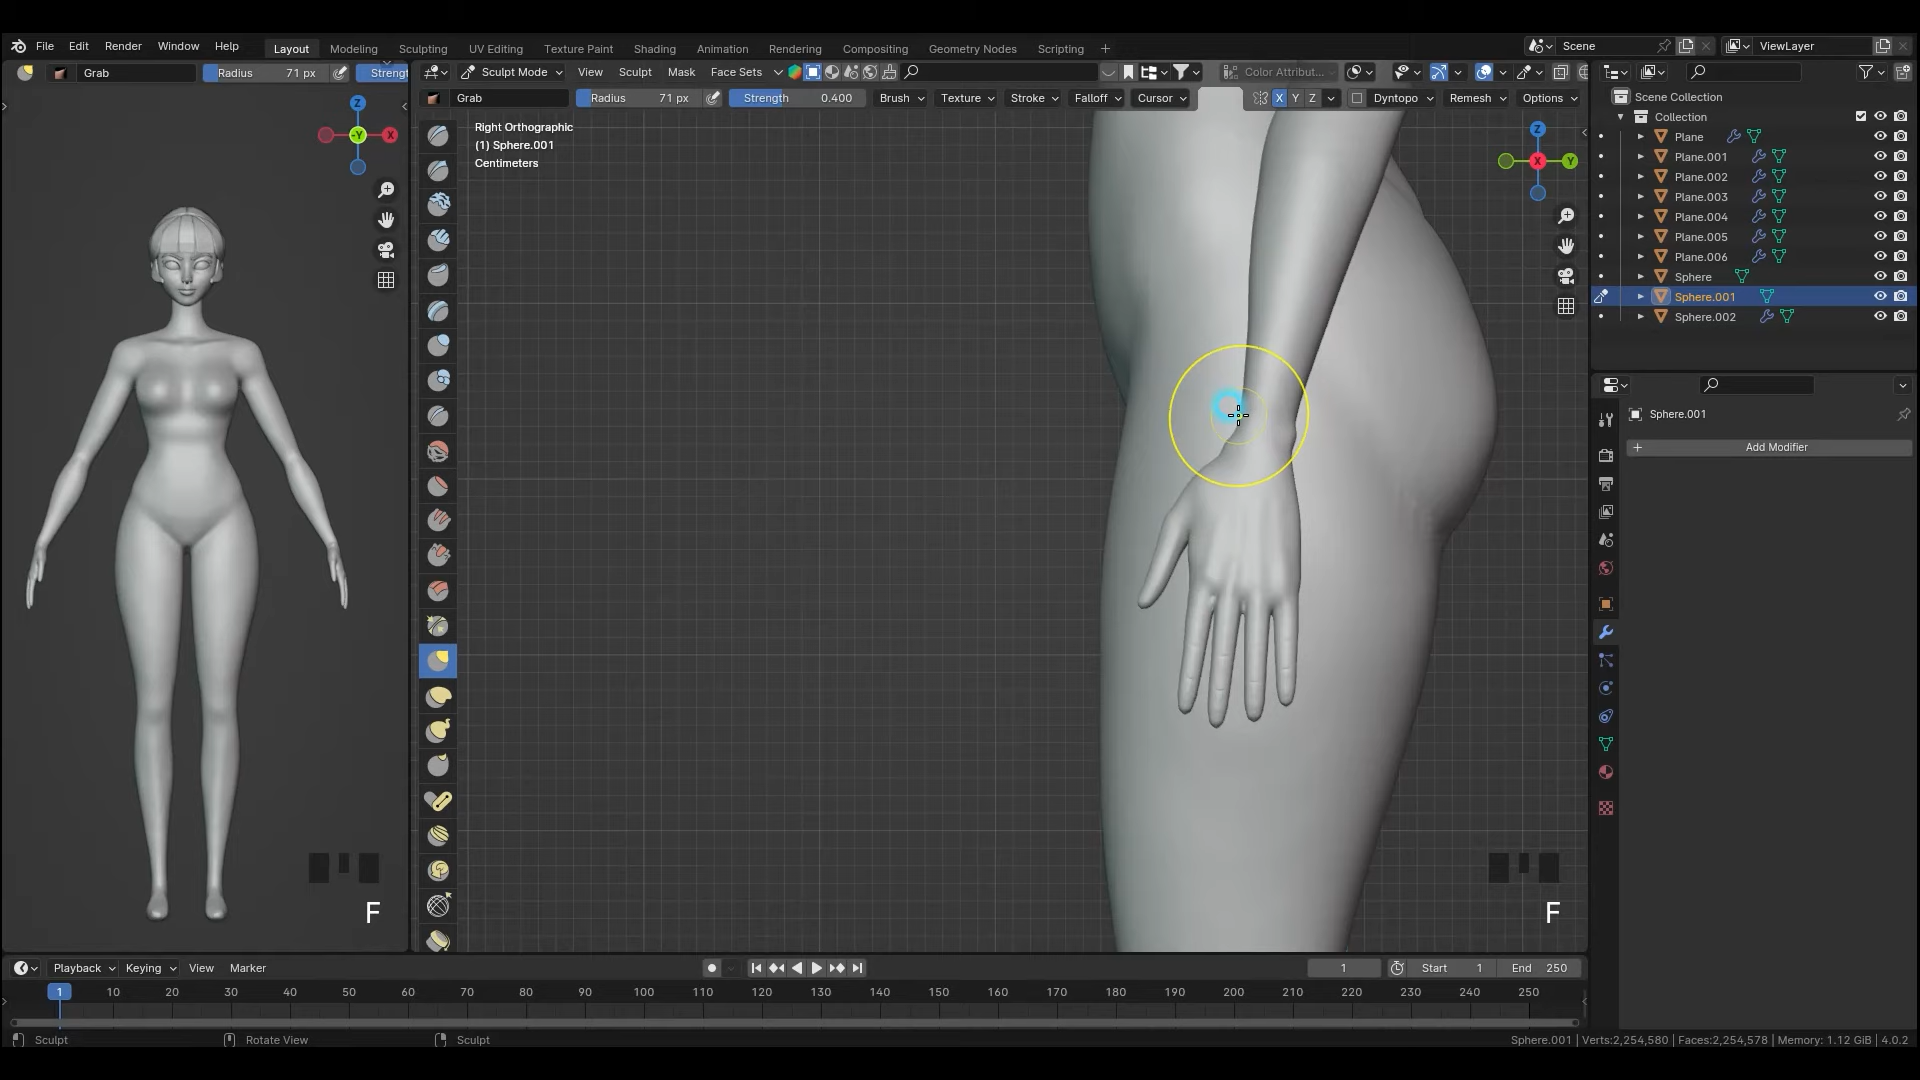 File Edit Render Window Help Layout Modeling Sculpting UV Editing Texture Paint Shading Animation Rendering Compositing Geometry Nodes Scripting + Scene ViewLayer
Grab Radius 71 px Strengt Sculpt Mode View Sculpt Mask Face Sets Color Attribut...
Grab Radius 71 px Strength 0.400 Brush Texture Stroke Falloff Cursor X Y Z Dyntopo Remesh Options
Scene Collection
Collection
Plane
Plane.001
Plane.002
Plane.003
Plane.004
Plane.005
Plane.006
Sphere
Sphere.001
Sphere.002
Z
-Y X
Right Orthographic
(1) Sphere.001
Centimeters
Z
X Y
Sphere.001
+ Add Modifier
F
F
Playback Keying View Marker 1 Start 1 End 250
1 10 20 30 40 50 60 70 80 90 100 110 120 130 140 150 160 170 180 190 200 210 220 230 240 250
Sculpt Rotate View Sculpt Sphere.001 | Verts:2,254,580 | Faces:2,254,578 | Memory: 1.12 GiB | 4.0.2